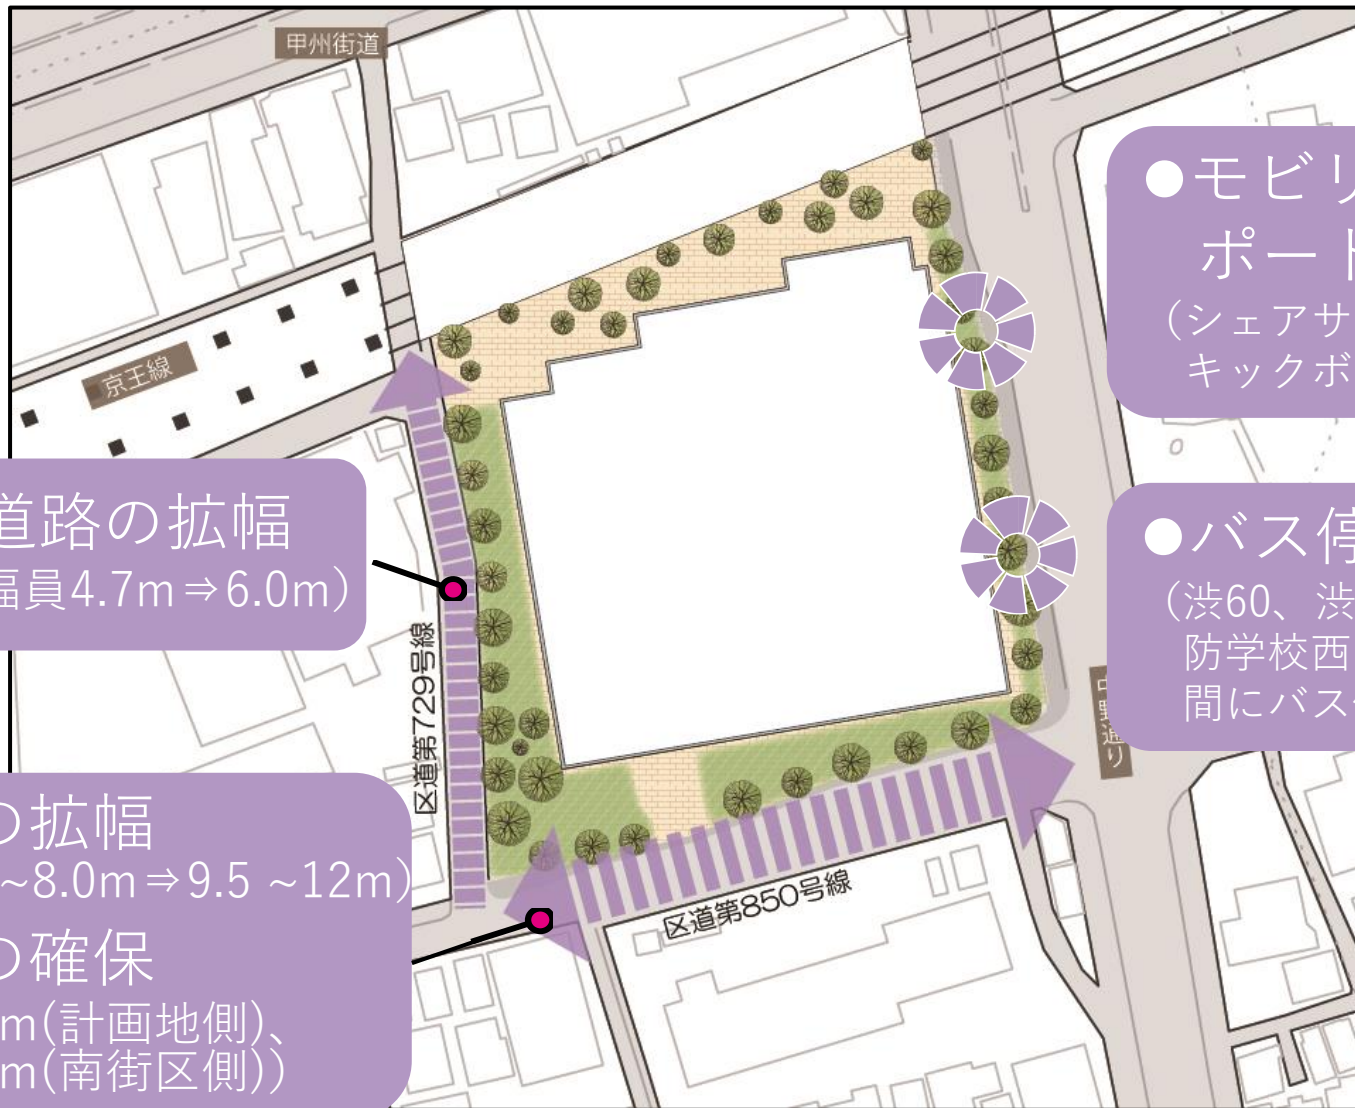 甲州街道
●モビリ
ポート
(シェアサ
キックボ
京王線
道路の拡幅
幅員4.7m⇒6.0m)
●バス停
(渋60、渋
防学校西
間にバス
区道第729号線
中野通り
の拡幅
~8.0m⇒9.5 ~12m)
の確保
m(計画地側)、
m(南街区側))
区道第850号線